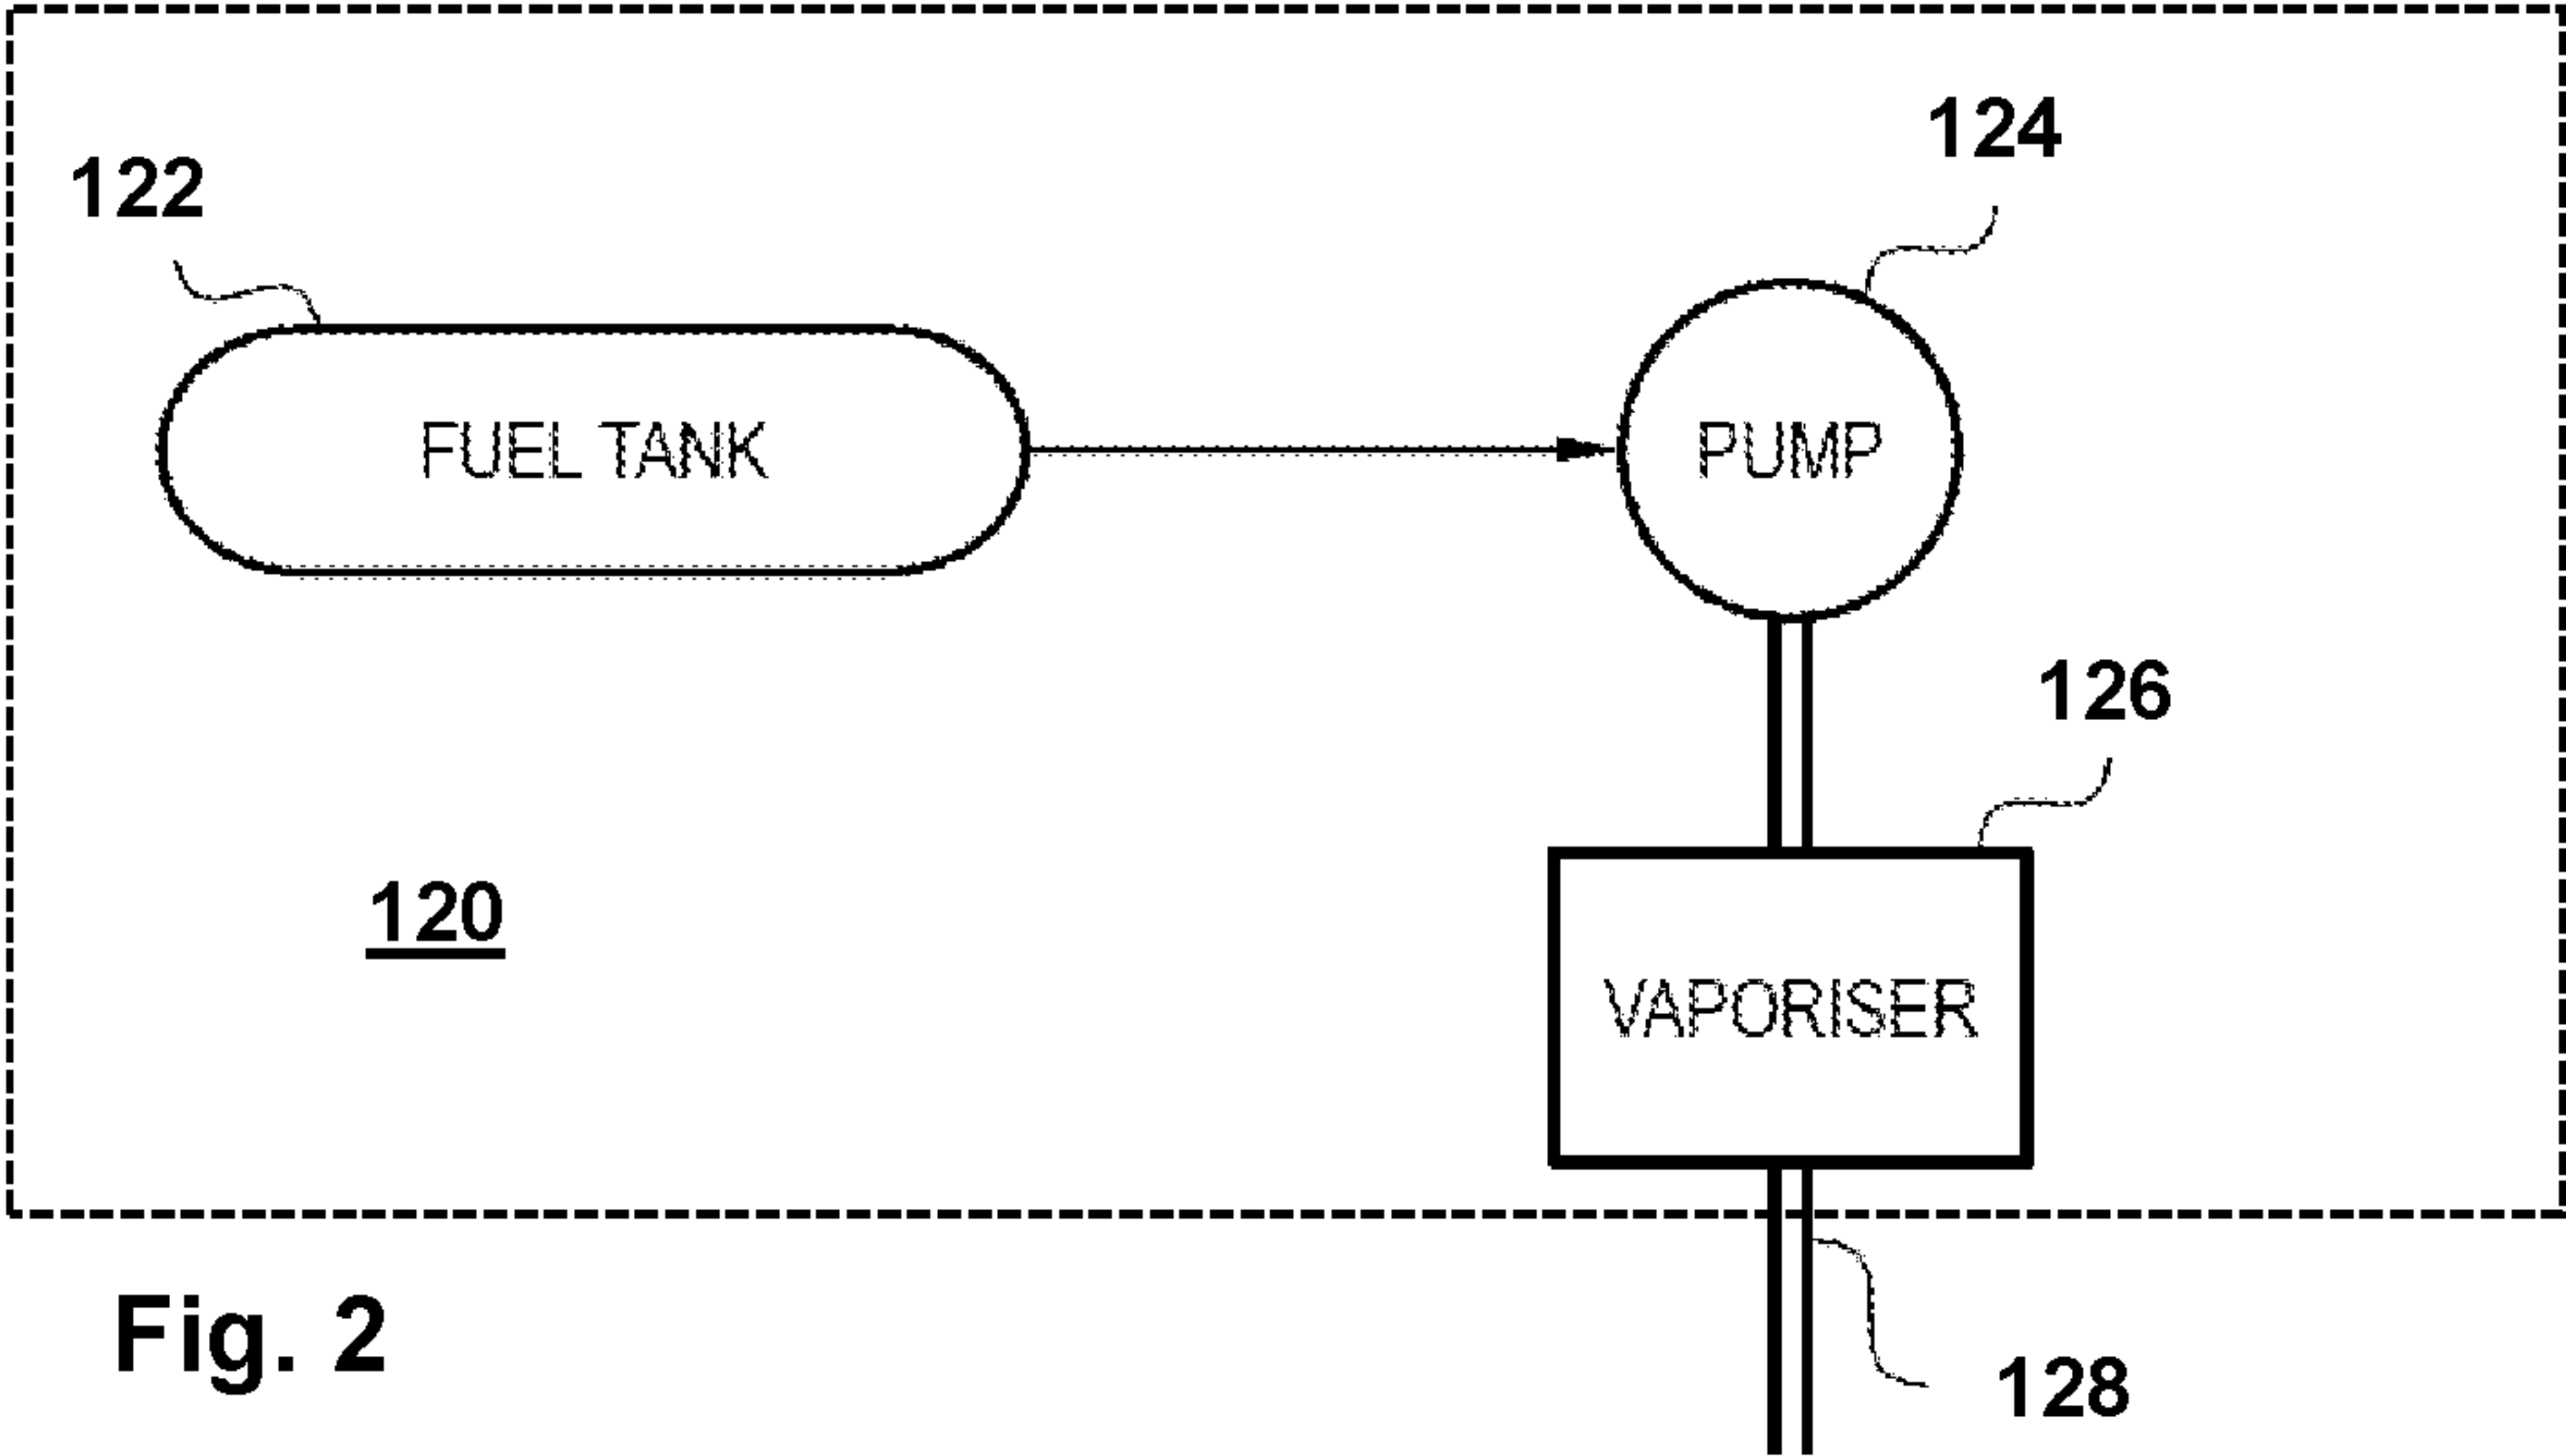 124
122
FUEL TANK
PUMP
126
120
VAPORISER
Fig. 2
128